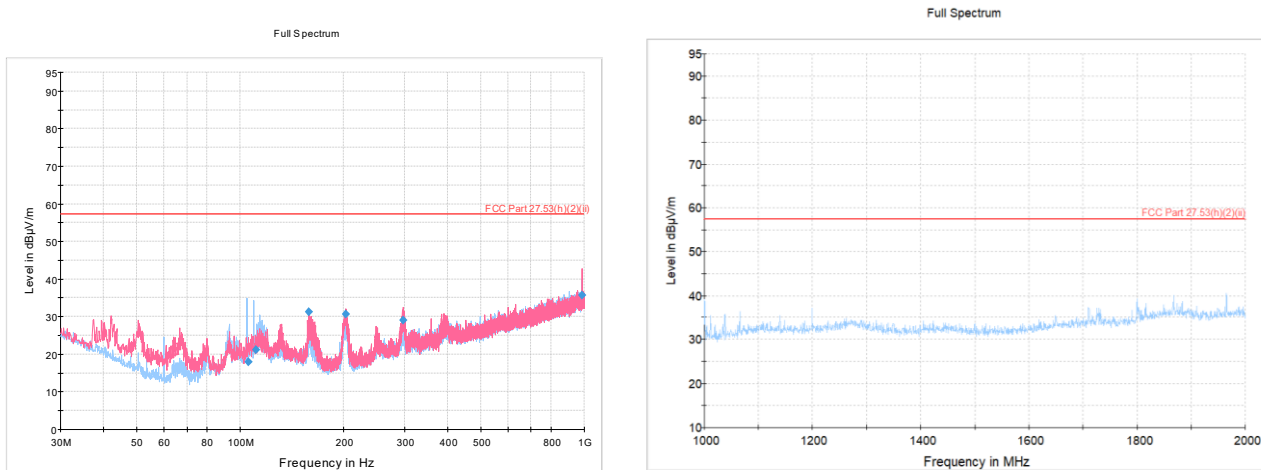 Full Spectrum
95
90
80
70
60
50
40
30
20
10
0
Level in dBµV/m
FCC Part 27.53(h)(2)(ii)
30M 50 60 80 100M 200 300 400 500 800 1G
Frequency in Hz
Full Spectrum
95
90
80
70
60
50
40
30
20
10
Level in dBµV/m
FCC Part 27.53(h)(2)(ii)
1000 1200 1400 1600 1800 2000
Frequency in MHz